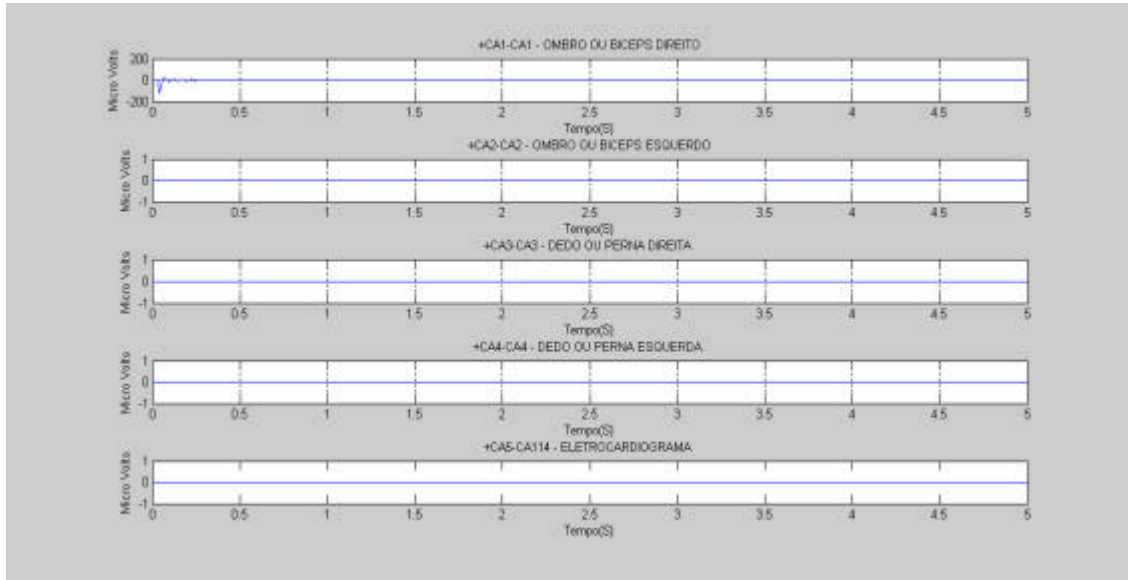 +CA1-CA1 - OMBRO OU BICEPS DIREITO
Micro Volts
200
0
-200
0 0.5 1 1.5 2 2.5 3 3.5 4 4.5 5
Tempo(S)
+CA2-CA2 - OMBRO OU BICEPS ESQUERDO
Micro Volts
1
0
-1
0 0.5 1 1.5 2 2.5 3 3.5 4 4.5 5
Tempo(S)
+CA3-CA3 - DEDO OU PERNA DIREITA
Micro Volts
1
0
-1
0 0.5 1 1.5 2 2.5 3 3.5 4 4.5 5
Tempo(S)
+CA4-CA4 - DEDO OU PERNA ESQUERDA
Micro Volts
1
0
-1
0 0.5 1 1.5 2 2.5 3 3.5 4 4.5 5
Tempo(S)
+CA5-CA114 - ELETROCARDIOGRAMA
Micro Volts
1
0
-1
0 0.5 1 1.5 2 2.5 3 3.5 4 4.5 5
Tempo(S)